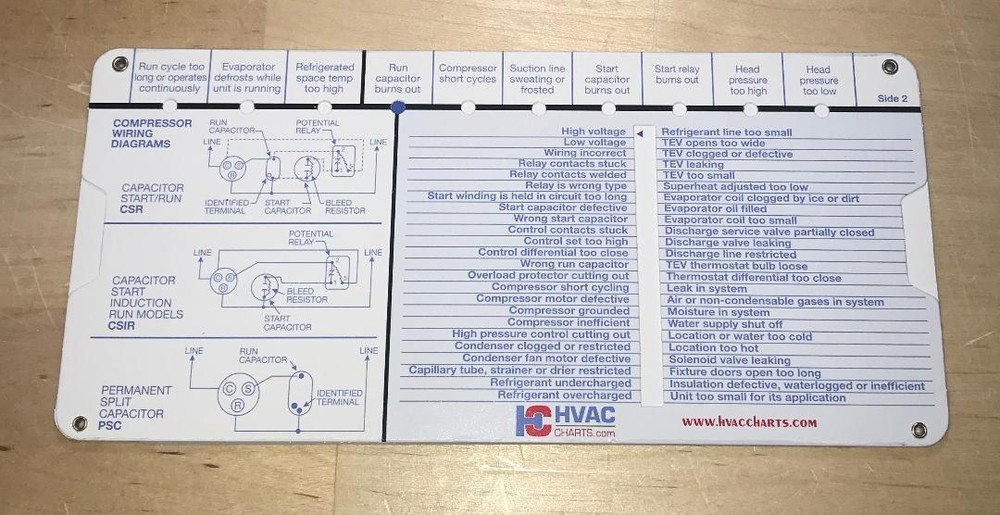 Run cycle too
long or operates
continuously
Evaporator
defrosts while
unit is running
Refrigerated
space temp
too high
Run
capacitor
burns out
Compressor
short cycles
Suction line
sweating or
frosted
Start
capacitor
burns out
Start relay
burns out
Head
pressure
too high
Head
pressure
too low
Side 2
COMPRESSOR
WIRING
DIAGRAMS
RUN
CAPACITOR
POTENTIAL
RELAY
LINE
LINE
C
S
R
CAPACITOR
START/RUN
CSR
IDENTIFIED
TERMINAL
START
CAPACITOR
BLEED
RESISTOR
POTENTIAL
RELAY
LINE
LINE
C
S
R
CAPACITOR
START
INDUCTION
RUN MODELS
CSIR
BLEED
RESISTOR
START
CAPACITOR
LINE
RUN
CAPACITOR
LINE
C
S
R
PERMANENT
SPLIT
CAPACITOR
PSC
IDENTIFIED
TERMINAL
High voltage
Low voltage
Wiring incorrect
Relay contacts stuck
Relay contacts welded
Relay is wrong type
Start winding is held in circuit too long
Start capacitor defective
Wrong start capacitor
Control contacts stuck
Control set too high
Control differential too close
Wrong run capacitor
Overload protector cutting out
Compressor short cycling
Compressor motor defective
Compressor grounded
Compressor inefficient
High pressure control cutting out
Condenser clogged or restricted
Condenser fan motor defective
Capillary tube, strainer or drier restricted
Refrigerant undercharged
Refrigerant overcharged
Refrigerant line too small
TEV opens too wide
TEV clogged or defective
TEV leaking
TEV too small
Superheat adjusted too low
Evaporator coil clogged by ice or dirt
Evaporator oil filled
Evaporator coil too small
Discharge service valve partially closed
Discharge valve leaking
Discharge line restricted
TEV thermostat bulb loose
Thermostat differential too close
Leak in system
Air or non-condensable gases in system
Moisture in system
Water supply shut off
Location or water too cold
Location too hot
Solenoid valve leaking
Fixture doors open too long
Insulation defective, waterlogged or inefficient
Unit too small for its application
HC HVAC
CHARTS.com
www.HVACCHARTS.COM